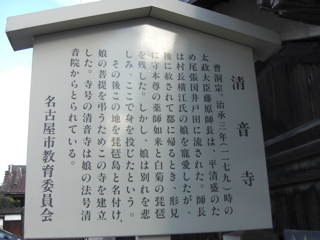 清音寺
曹洞宗。治承三年（一一七九）時の
太政大臣藤原師長は、平清盛のた
め尾張国井戸田に流された。師長
は村長横江氏の娘を寵愛したが、
後に赦されて都に帰るとき、形見
に守本尊の薬師如来と白菊の琵琶
を残した。しかし、娘は別れを悲
しみ、ここで身を投じたという。
その後この地を琵琶島と名付け、
娘の菩提を弔うためこの寺を建立
した。寺号の清音寺は娘の法号清
音院からとられている。
名古屋市教育委員会